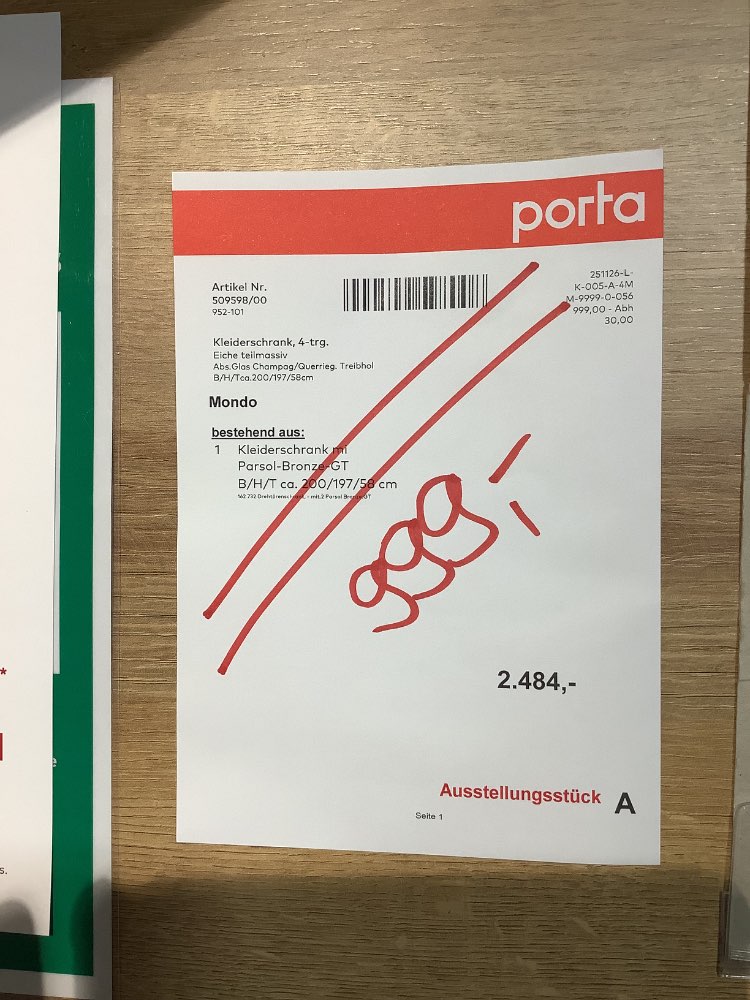 porta
Artikel Nr.
509598/00
952-101
251126-L-
K-005-A-4M
M-9999-0-056
999,00 - Abh
30,00
Kleiderschrank, 4-trg.
Eiche teilmassiv
Abs.Glas Champag/Querrieg. Treibhol
B/H/Tca.200/197/58cm
Mondo
bestehend aus:
1 Kleiderschrank mi
Parsol-Bronze-GT
B/H/T ca. 200/197/58 cm
999,-
2.484,-
Ausstellungsstück A
Seite 1
*
e
s.